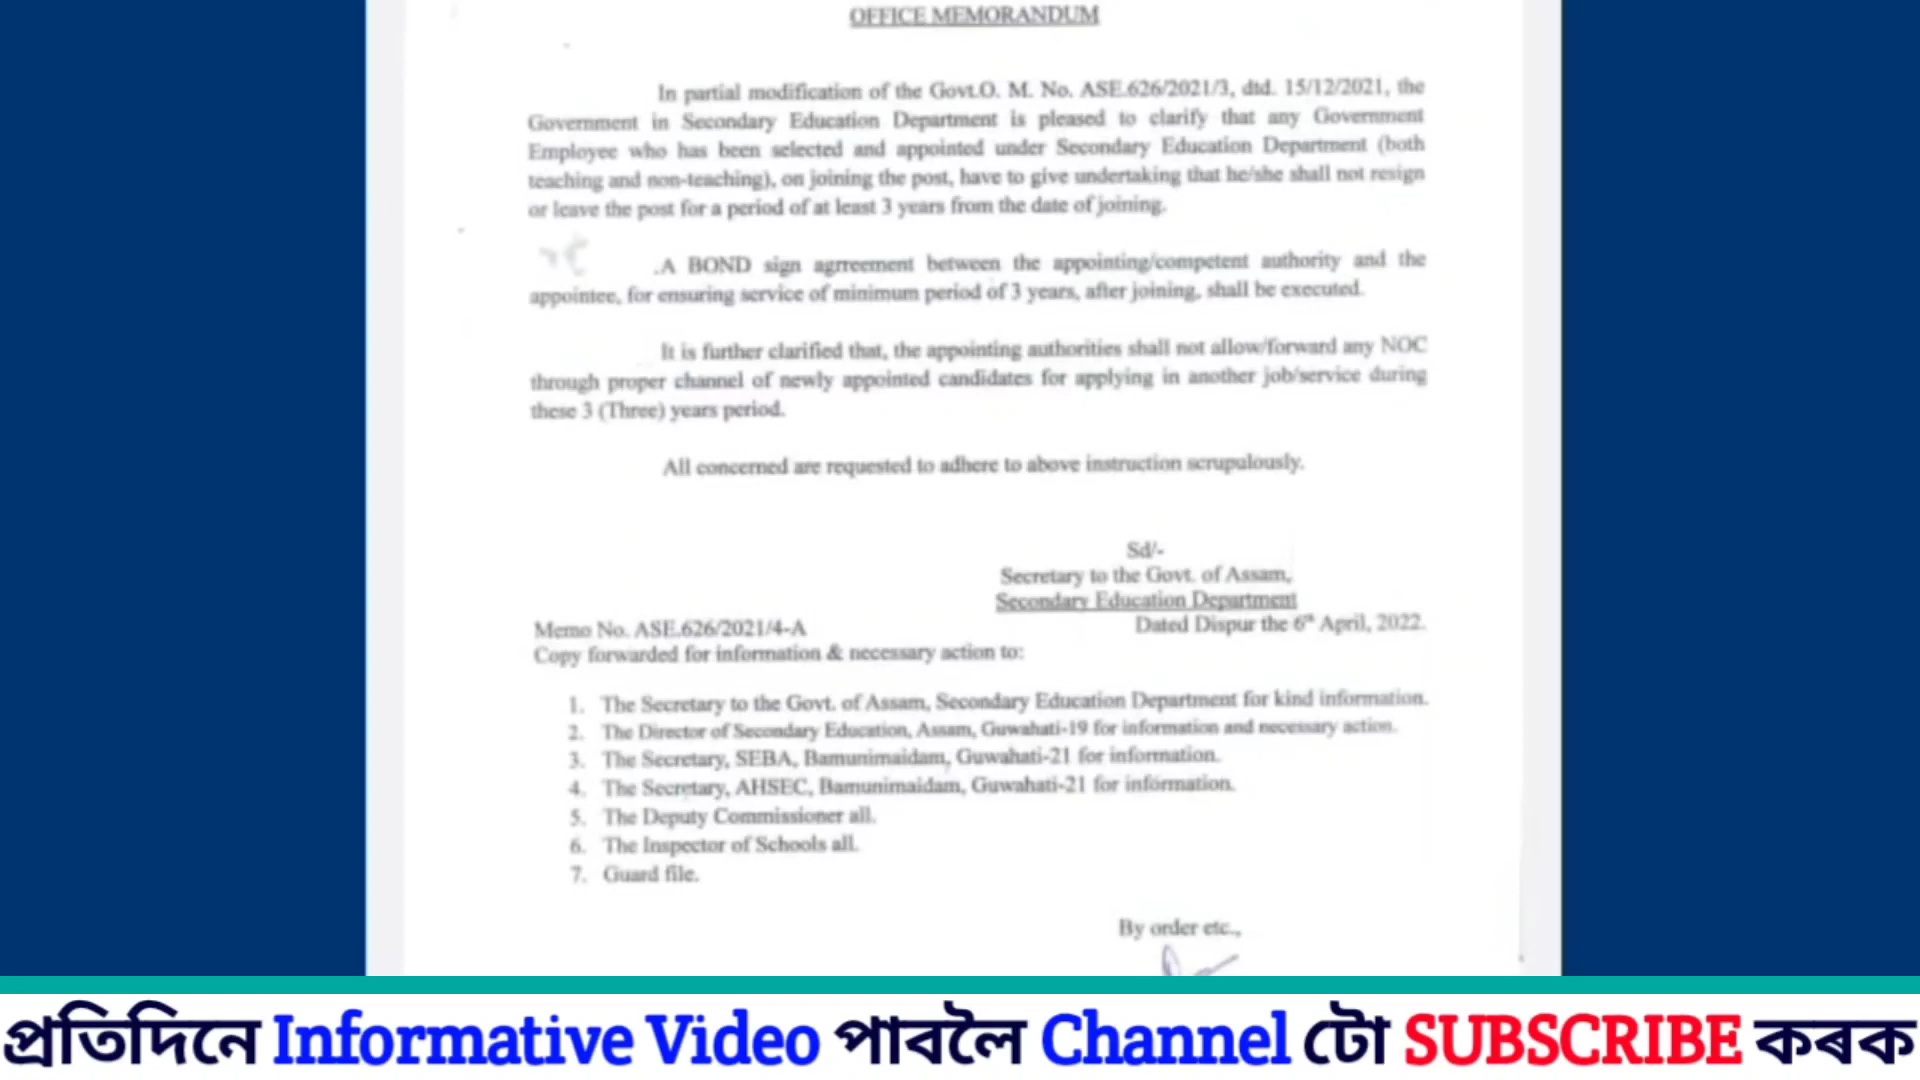 OFFICE MEMORANDUM
In partial modification of the Govt.O. M. No. ASE.626/2021/3, dtd. 15/12/2021, the
Government in Secondary Education Department is pleased to clarify that any Government
Employee who has been selected and appointed under Secondary Education Department (both
teaching and non-teaching), on joining the post, have to give undertaking that he/she shall not resign
or leave the post for a period of at least 3 years from the date of joining.
.A BOND sign agrreement between the appointing/competent authority and the
appointee, for ensuring service of minimum period of 3 years, after joining, shall be executed.
It is further clarified that, the appointing authorities shall not allow/forward any NOC
through proper channel of newly appointed candidates for applying in another job/service during
these 3 (Three) years period.
All concerned are requested to adhere to above instruction scrupulously.
Sd/-
Secretary to the Govt. of Assam,
Secondary Education Department
Memo No. ASE.626/2021/4-A Dated Dispur the 6th April, 2022.
Copy forwarded for information & necessary action to:
1. The Secretary to the Govt. of Assam, Secondary Education Department for kind information.
2. The Director of Secondary Education, Assam, Guwahati-19 for information and necessary action.
3. The Secretary, SEBA, Bamunimaidam, Guwahati-21 for information.
4. The Secretary, AHSEC, Bamunimaidam, Guwahati-21 for information.
5. The Deputy Commissioner all.
6. The Inspector of Schools all.
7. Guard file.
By order etc.,
প্ৰতিদিনে Informative Video পাবলৈ Channel টো SUBSCRIBE কৰক